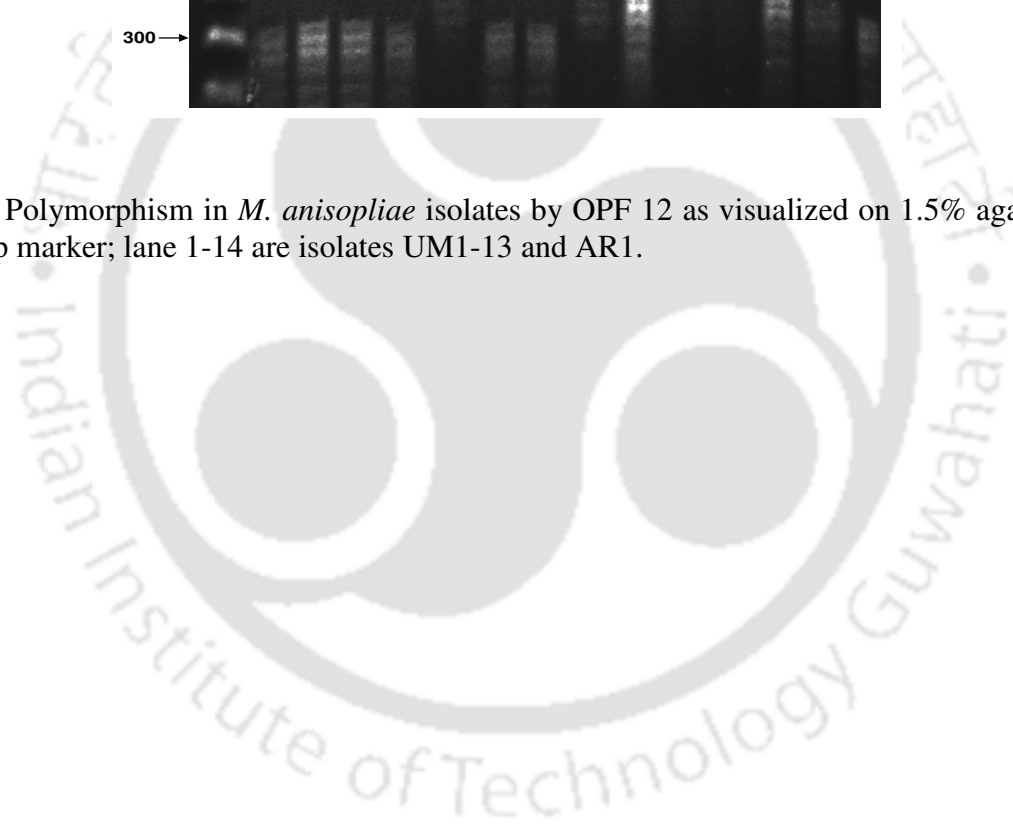 300
Polymorphism in M. anisopliae isolates by OPF 12 as visualized on 1.5%
marker; lane 1-14 are isolates UM1-13 and AR1.
• Indian Institute of Technology Guwahati •